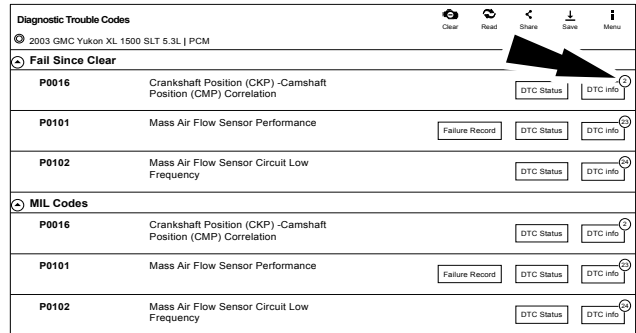 Diagnostic Trouble Codes
Clear Read Share Save Menu
2003 GMC Yukon XL 1500 SLT 5.3L | PCM
Fail Since Clear
P0016 Crankshaft Position (CKP) -Camshaft DTC Status DTC info 2
Position (CMP) Correlation
P0101 Mass Air Flow Sensor Performance Failure Record DTC Status DTC info 23
P0102 Mass Air Flow Sensor Circuit Low DTC Status DTC info 24
Frequency
MIL Codes
P0016 Crankshaft Position (CKP) -Camshaft DTC Status DTC info 2
Position (CMP) Correlation
P0101 Mass Air Flow Sensor Performance Failure Record DTC Status DTC info 23
P0102 Mass Air Flow Sensor Circuit Low DTC Status DTC info 24
Frequency